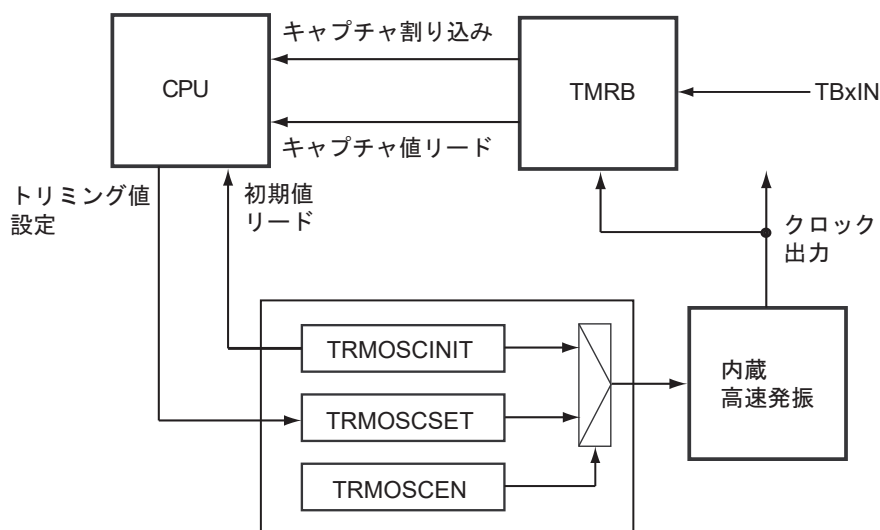 キャプチャ割り込み
CPU
TMRB
TBxIN
キャプチャ値リード
トリミング値
設定
初期値
リード
クロック
出力
TRMOSCINIT
内蔵
高速発振
TRMOSCSET
TRMOSCEN